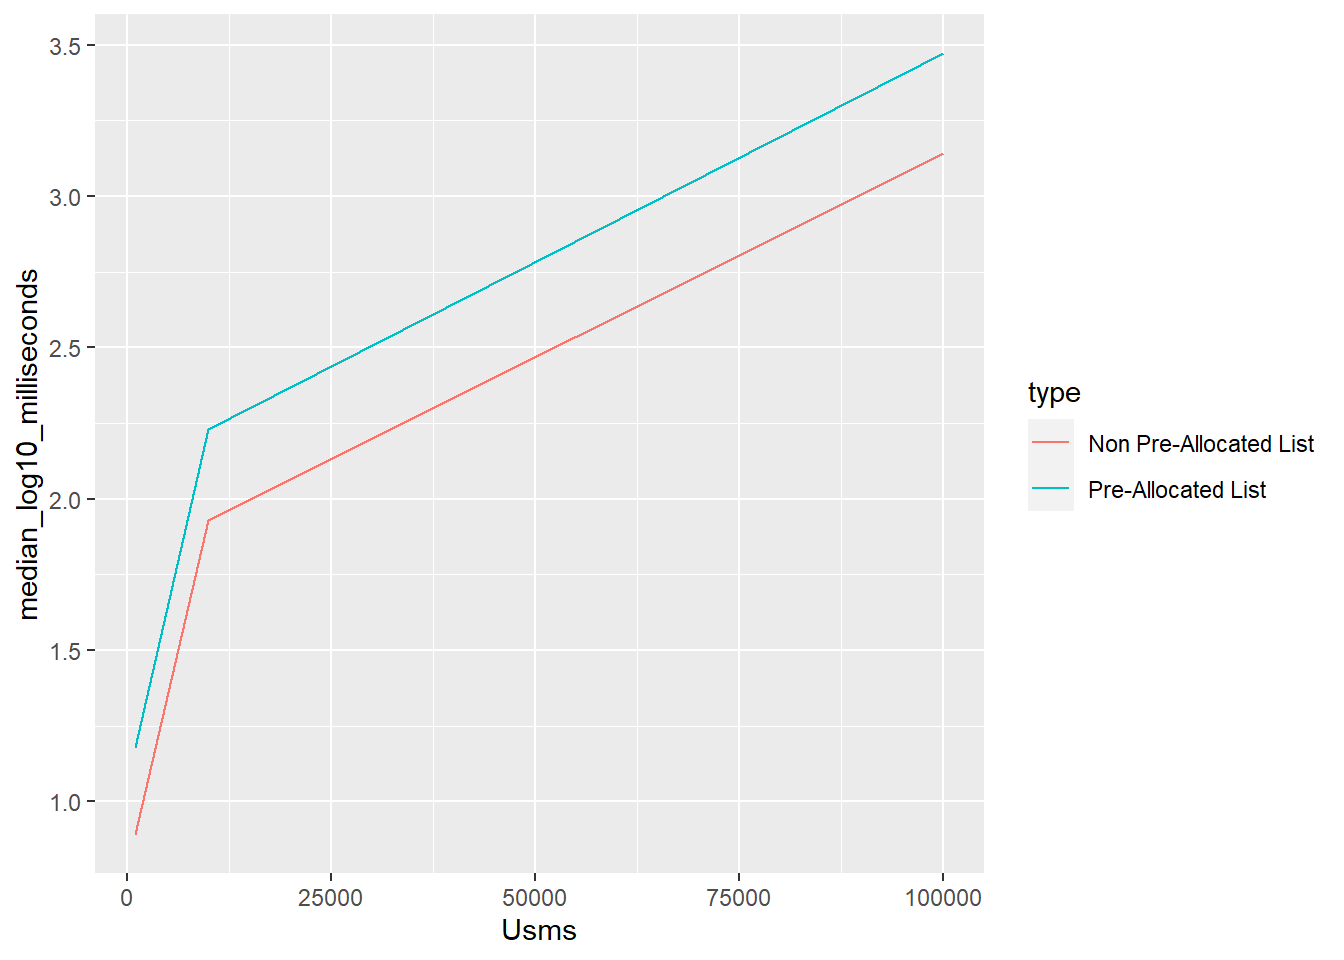 3.5
3.0
2.5
2.0
1.5
1.0
median_log10_milliseconds
0 25000 50000 75000 100000
Usms
type
Non Pre-Allocated List
Pre-Allocated List